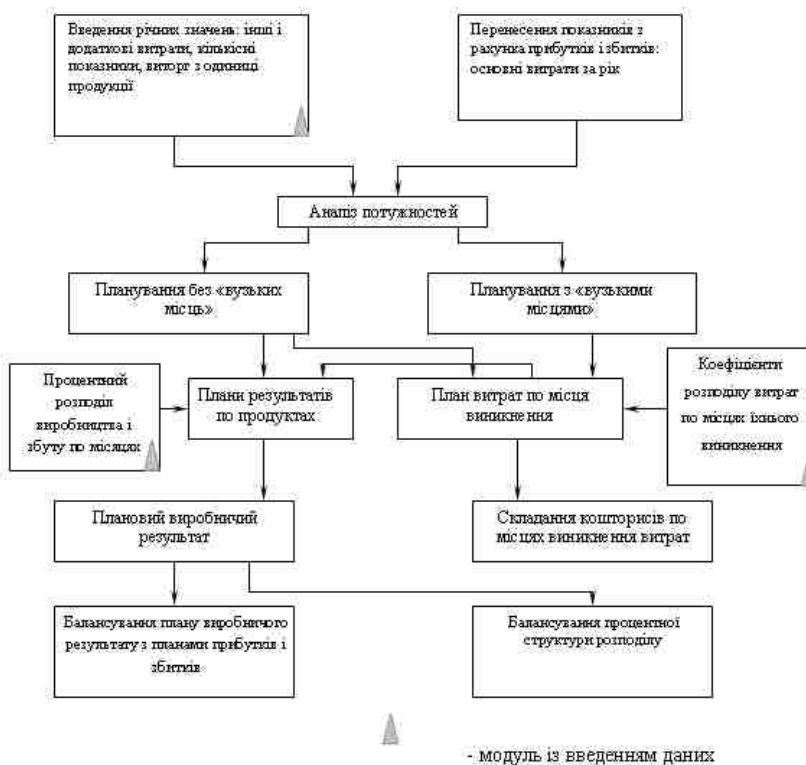 Введення річних значень: інші і
додаткові витрати, кількісні
показники, виторг з одиниці
продукції
Перенесення показників з
рахунка прибутків і збитків:
основні витрати за рік
Аналіз потужностей
Планування без «вузьких
місць»
Планування з «вузькими
місцями»
Процентний
розподіл
виробництва і
збуту по місяцях
Плани результатів
по продуктах
План витрат по місця
виникнення
Коефіцієнти
розподілу витрат
по місцях їхнього
виникнення
Плановий виробничий
результат
Складання кошторисів по
місцях виникнення витрат
Балансування плану виробничого
результату з планами прибутків і
збитків
Балансування процентної
структури розподілу
- модуль із введенням даних